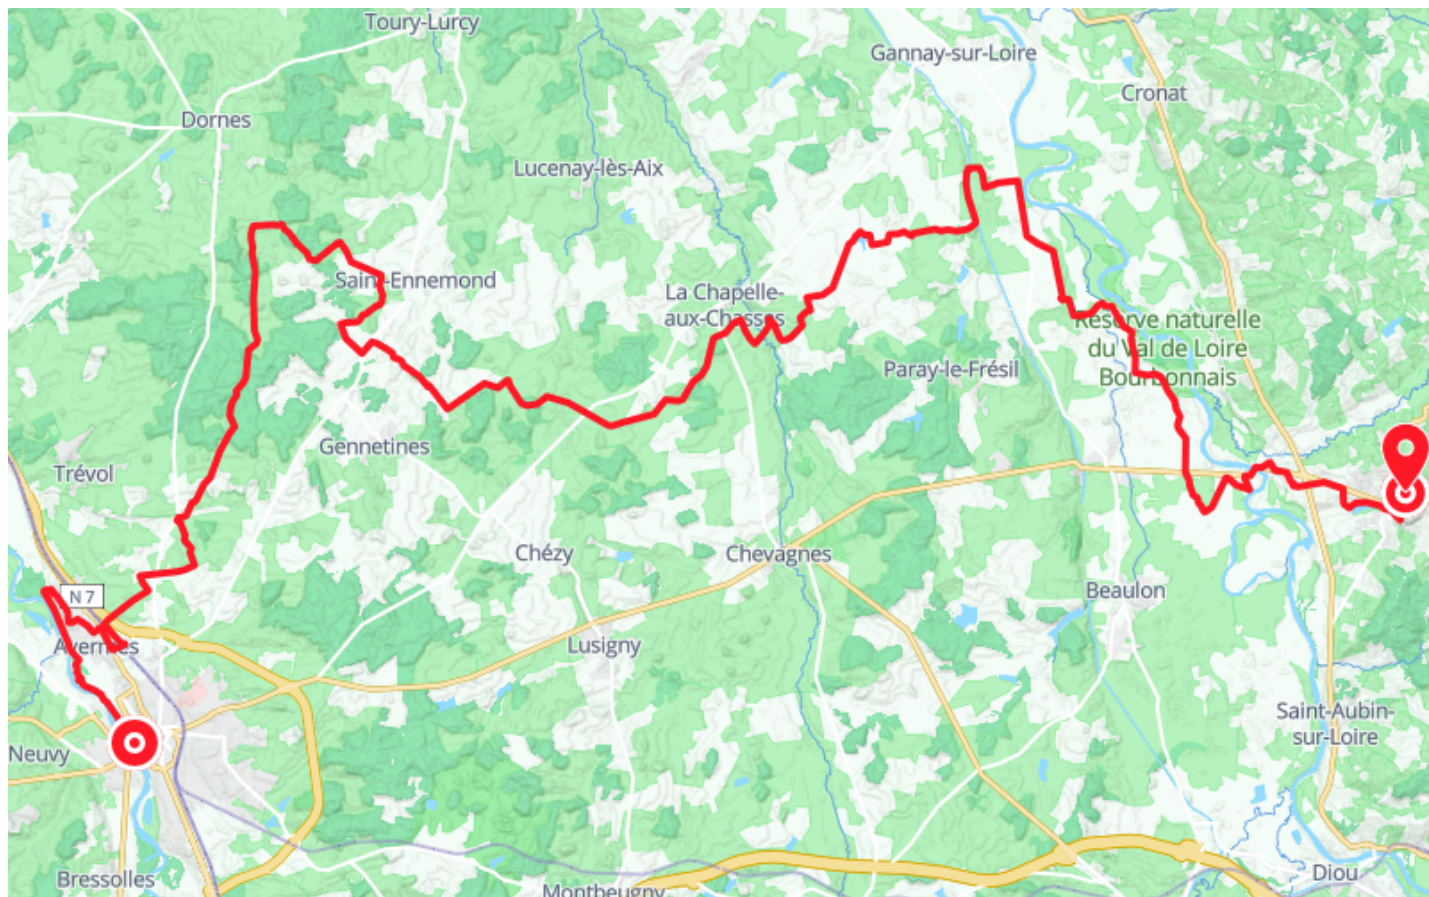 Toury-Lurcy
Gannay-sur-Loire
Cronat
Dornes
Lucenay-lès-Aix
Saint-Ennemond
La Chapelle-
aux-Chasses
Réserve naturelle
du Val de Loire
Bourbonnais
Paray-le-Frésil
Gennetines
Trévol
Chézy
Chevagnes
N 7
Beaulon
Avermes
Lusigny
Saint-Aubin-
sur-Loire
Neuvy
Bressolles
Montbeugny
Diou